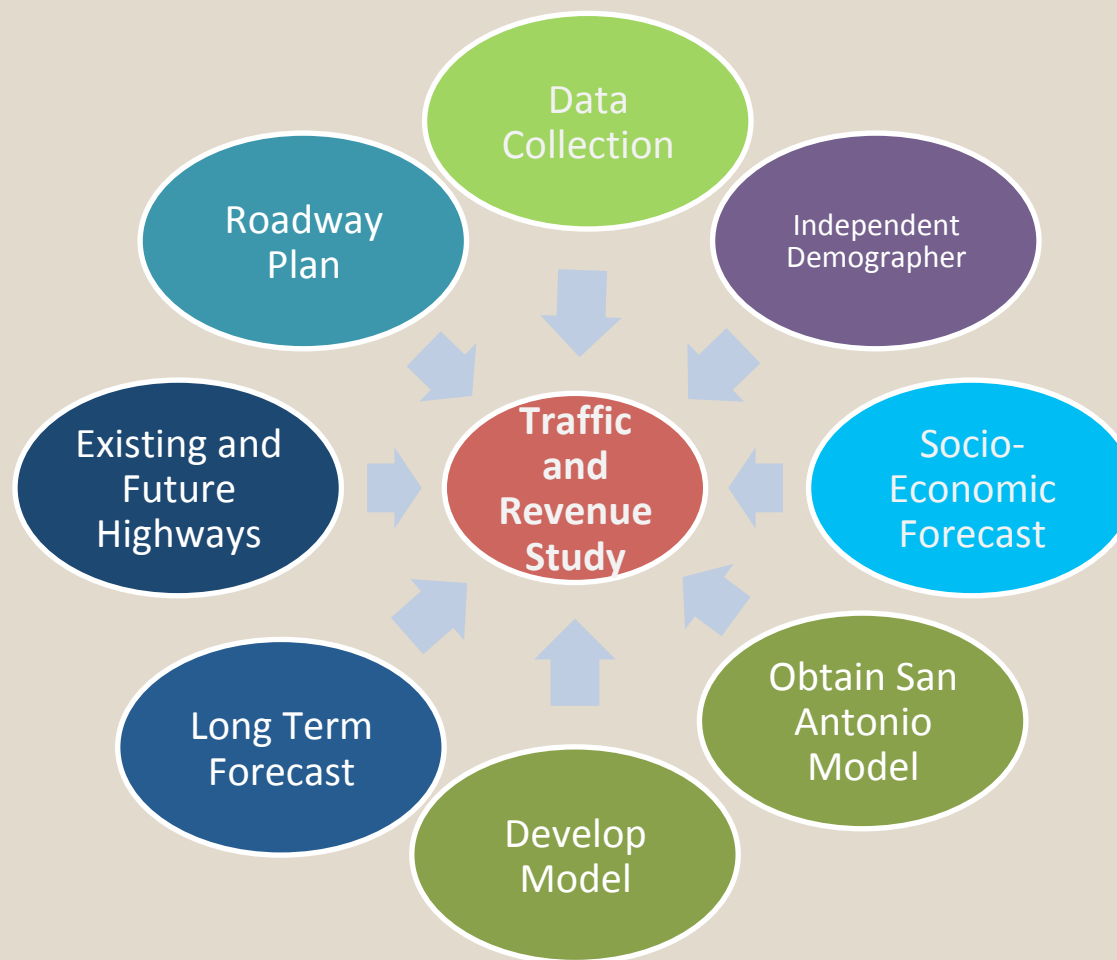 Data
Collection
Independent
Demographer
Roadway
Plan
Traffic
and
Revenue
Study
Existing and
Future
Highways
Socio-
Economic
Forecast
Obtain San
Antonio
Model
Long Term
Forecast
Develop
Model